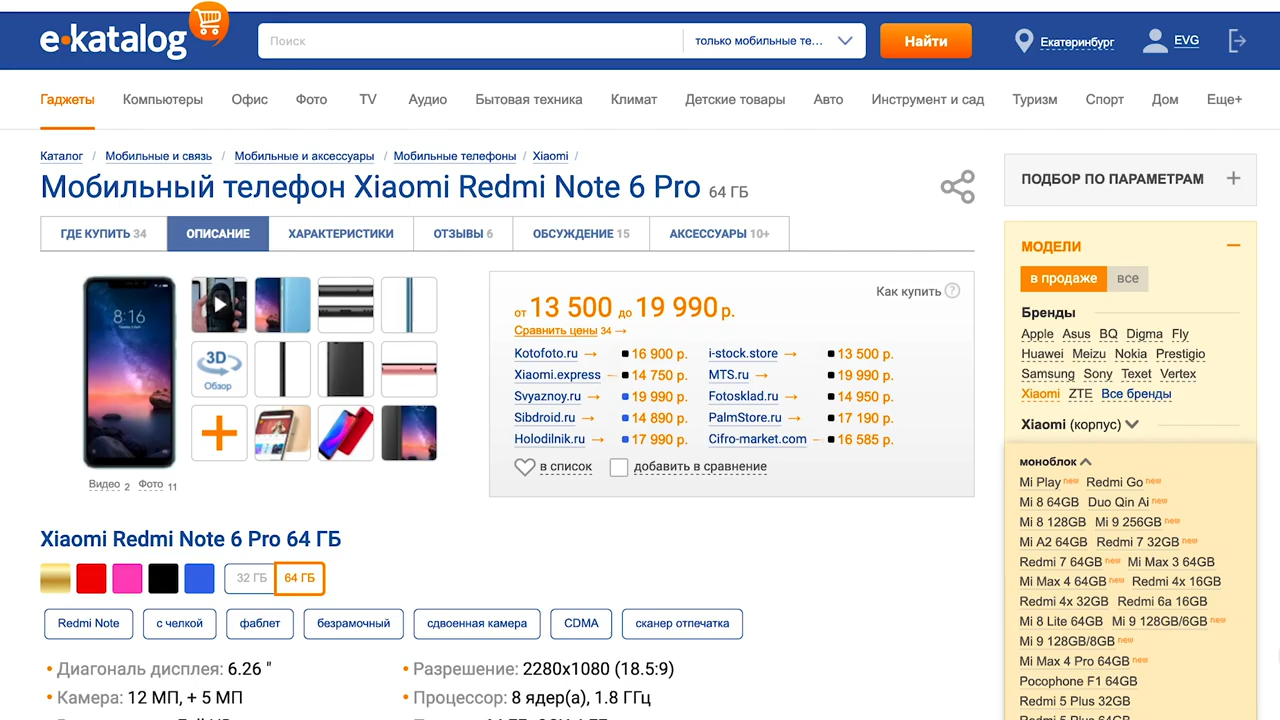 e•katalog
Поиск
только мобильные те...
Найти
Екатеринбург
EVG
Гаджеты Компьютеры Офис Фото TV Аудио Бытовая техника Климат Детские товары Авто Инструмент и сад Туризм Спорт Дом Еще+
Каталог / Мобильные и связь / Мобильные и аксессуары / Мобильные телефоны / Xiaomi /
Мобильный телефон Xiaomi Redmi Note 6 Pro 64 ГБ
ГДЕ КУПИТЬ 34 ОПИСАНИЕ ХАРАКТЕРИСТИКИ ОТЗЫВЫ 6 ОБСУЖДЕНИЕ 15 АКСЕССУАРЫ 10+
8:16
3D
Обзор
Видео 2 Фото 11
Как купить ?
от 13 500 до 19 990 р.
Сравнить цены 34 →
Kotofoto.ru → 16 900 р. i-stock.store → 13 500 р.
Xiaomi.express 14 750 р. MTS.ru → 19 990 р.
Svyaznoy.ru → 19 990 р. Fotosklad.ru → 14 950 р.
Sibdroid.ru → 14 890 р. PalmStore.ru → 17 190 р.
Holodilnik.ru → 17 990 р. Cifro-market.com 16 585 р.
в список добавить в сравнение
Xiaomi Redmi Note 6 Pro 64 ГБ
32 ГБ 64 ГБ
Redmi Note с челкой фаблет безрамочный сдвоенная камера CDMA сканер отпечатка
• Диагональ дисплея: 6.26 " • Разрешение: 2280x1080 (18.5:9)
• Камера: 12 МП, + 5 МП • Процессор: 8 ядер(а), 1.8 ГГц
ПОДБОР ПО ПАРАМЕТРАМ +
МОДЕЛИ –
в продаже все
Бренды
Apple Asus BQ Digma Fly
Huawei Meizu Nokia Prestigio
Samsung Sony Texet Vertex
Xiaomi ZTE Все бренды
Xiaomi (корпус)
моноблок
Mi Play new Redmi Go new
Mi 8 64GB Duo Qin Ai new
Mi 8 128GB Mi 9 256GB new
Mi A2 64GB Redmi 7 32GB new
Redmi 7 64GB new Mi Max 3 64GB
Mi Max 4 64GB new Redmi 4x 16GB
Redmi 4x 32GB Redmi 6a 16GB
Mi 8 Lite 64GB Mi 9 128GB/6GB new
Mi 9 128GB/8GB new
Mi Max 4 Pro 64GB new
Pocophone F1 64GB
Redmi 5 Plus 32GB
Redmi 5 Plus 64GB